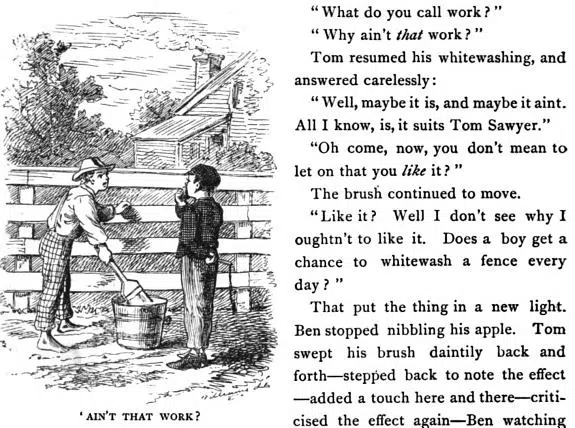 “What do you call work?”
“Why ain’t that work?”
Tom resumed his whitewashing, and
answered carelessly:
“Well, maybe it is, and maybe it aint.
All I know, is, it suits Tom Sawyer.”
“Oh come, now, you don’t mean to
let on that you like it?”
The brush continued to move.
“Like it? Well I don’t see why I
oughtn’t to like it. Does a boy get a
chance to whitewash a fence every
day?”
That put the thing in a new light.
Ben stopped nibbling his apple. Tom
swept his brush daintily back and
forth—stepped back to note the effect
—added a touch here and there—criti-
cised the effect again—Ben watching
‘AIN’T THAT WORK?